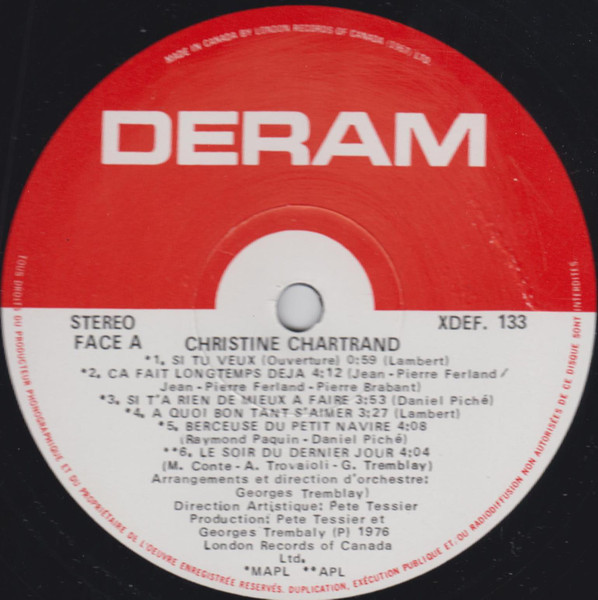 MADE IN CANADA BY LONDON RECORDS OF CANADA (1967) LTD.
DERAM
STEREO
FACE A
XDEF. 133
CHRISTINE CHARTRAND
*1. SI TU VEUX (Ouverture) 0:59 (Lambert)
*2. CA FAIT LONGTEMPS DEJA 4:12 (Jean-Pierre Ferland/
Jean-Pierre Ferland-Pierre Brabant)
*3. SI T'A RIEN DE MIEUX A FAIRE 3:53 (Daniel Piché)
*4. A QUOI BON TANT S'AIMER 3:27 (Lambert)
*5. BERCEUSE DU PETIT NAVIRE 4:08
(Raymond Paquin-Daniel Piché)
**6. LE SOIR DU DERNIER JOUR 4:04
(M. Conte-A. Trovaioli-G. Tremblay)
Arrangements et direction d'orchestre:
Georges Tremblay)
Direction Artistique: Pete Tessier
Production: Pete Tessier et
Georges Trembaly (P) 1976
London Records of Canada
Ltd.
*MAPL **APL
TOUS DROITS DU PRODUCTEUR PHONOGRAPHIQUE ET DU PROPRIÉTAIRE DE L'OEUVRE ENREGISTRÉE RESERVÉS. DUPLICATION, EXÉCUTION PUBLIQUE ET/OU RADIODIFFUSION NON AUTORISÉES DE CE DISQUE SONT INTERDITES.